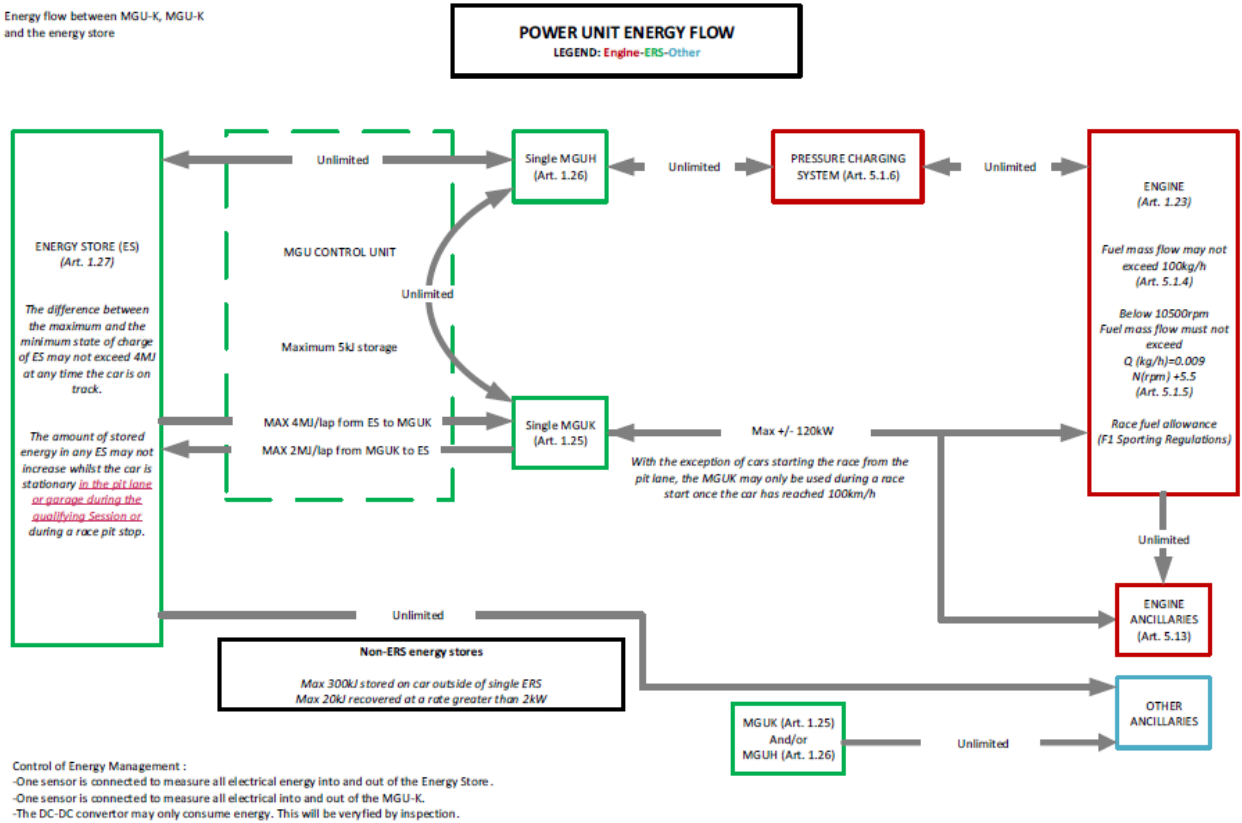 Energy flow between MGU-K, MGU-K
and the energy store
POWER UNIT ENERGY FLOW
LEGEND: Engine-ERS-Other
ENERGY STORE (ES)
(Art. 1.27)
The difference between
the maximum and the
minimum state of charge
of ES may not exceed 4MJ
at any time the car is on
track.
The amount of stored
energy in any ES may not
increase whilst the car is
stationary in the pit lane
or garage during the
qualifying Session or
during a race pit stop.
Unlimited
MGU CONTROL UNIT
Unlimited
Maximum 5kJ storage
MAX 4MJ/lap form ES to MGUK
MAX 2MJ/lap from MGUK to ES
Single MGUH
(Art. 1.26)
Unlimited
PRESSURE CHARGING
SYSTEM (Art. 5.1.6)
Unlimited
ENGINE
(Art. 1.23)
Fuel mass flow may not
exceed 100kg/h
(Art. 5.1.4)
Below 10500rpm
Fuel mass flow must not
exceed
Q (kg/h)=0.009
N(rpm) +5.5
(Art. 5.1.5)
Race fuel allowance
(F1 Sporting Regulations)
Single MGUK
(Art. 1.25)
Max +/- 120kW
With the exception of cars starting the race from the
pit lane, the MGUK may only be used during a race
start once the car has reached 100km/h
Unlimited
ENGINE
ANCILLARIES
(Art. 5.13)
Unlimited
Non-ERS energy stores
Max 300kJ stored on car outside of single ERS
Max 20kJ recovered at a rate greater than 2kW
MGUK (Art. 1.25)
And/or
MGUH (Art. 1.26)
Unlimited
OTHER
ANCILLARIES
Control of Energy Management :
-One sensor is connected to measure all electrical energy into and out of the Energy Store.
-One sensor is connected to measure all electrical into and out of the MGU-K.
-The DC-DC convertor may only consume energy. This will be veryfied by inspection.